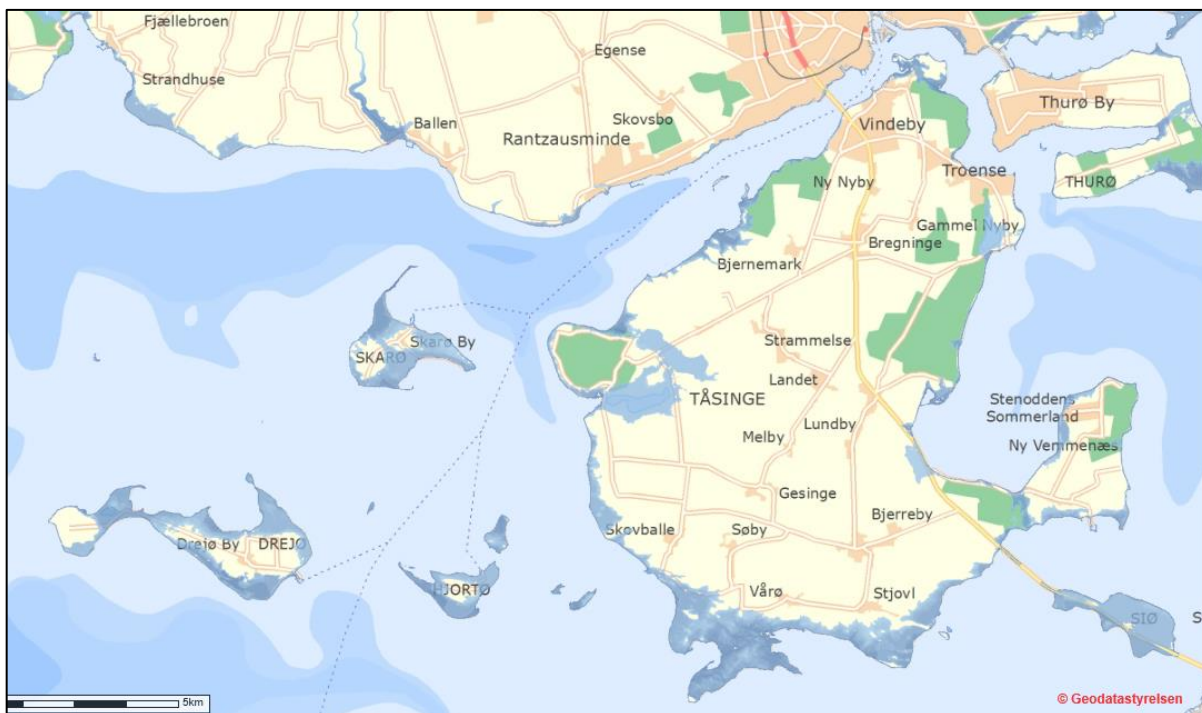 Fjællebroen
Egense
Strandhuse
Thurø By
Ballen
Skovsbo
Vindeby
Rantzausminde
Troense
Ny Nyby
THURØ
Gammel Nyby
Bregninge
Bjernemark
Skarø By
Strammelse
SKARØ
Landet
TÅSINGE
Stenoddens
Sommerland
Lundby
Melby
Ny Vemmenæs
Gesinge
Bjerreby
Skovballe
Søby
Drejø By
DREJØ
HJORTØ
Vårø
Stjovl
SIØ
S
5km
© Geodatastyrelsen